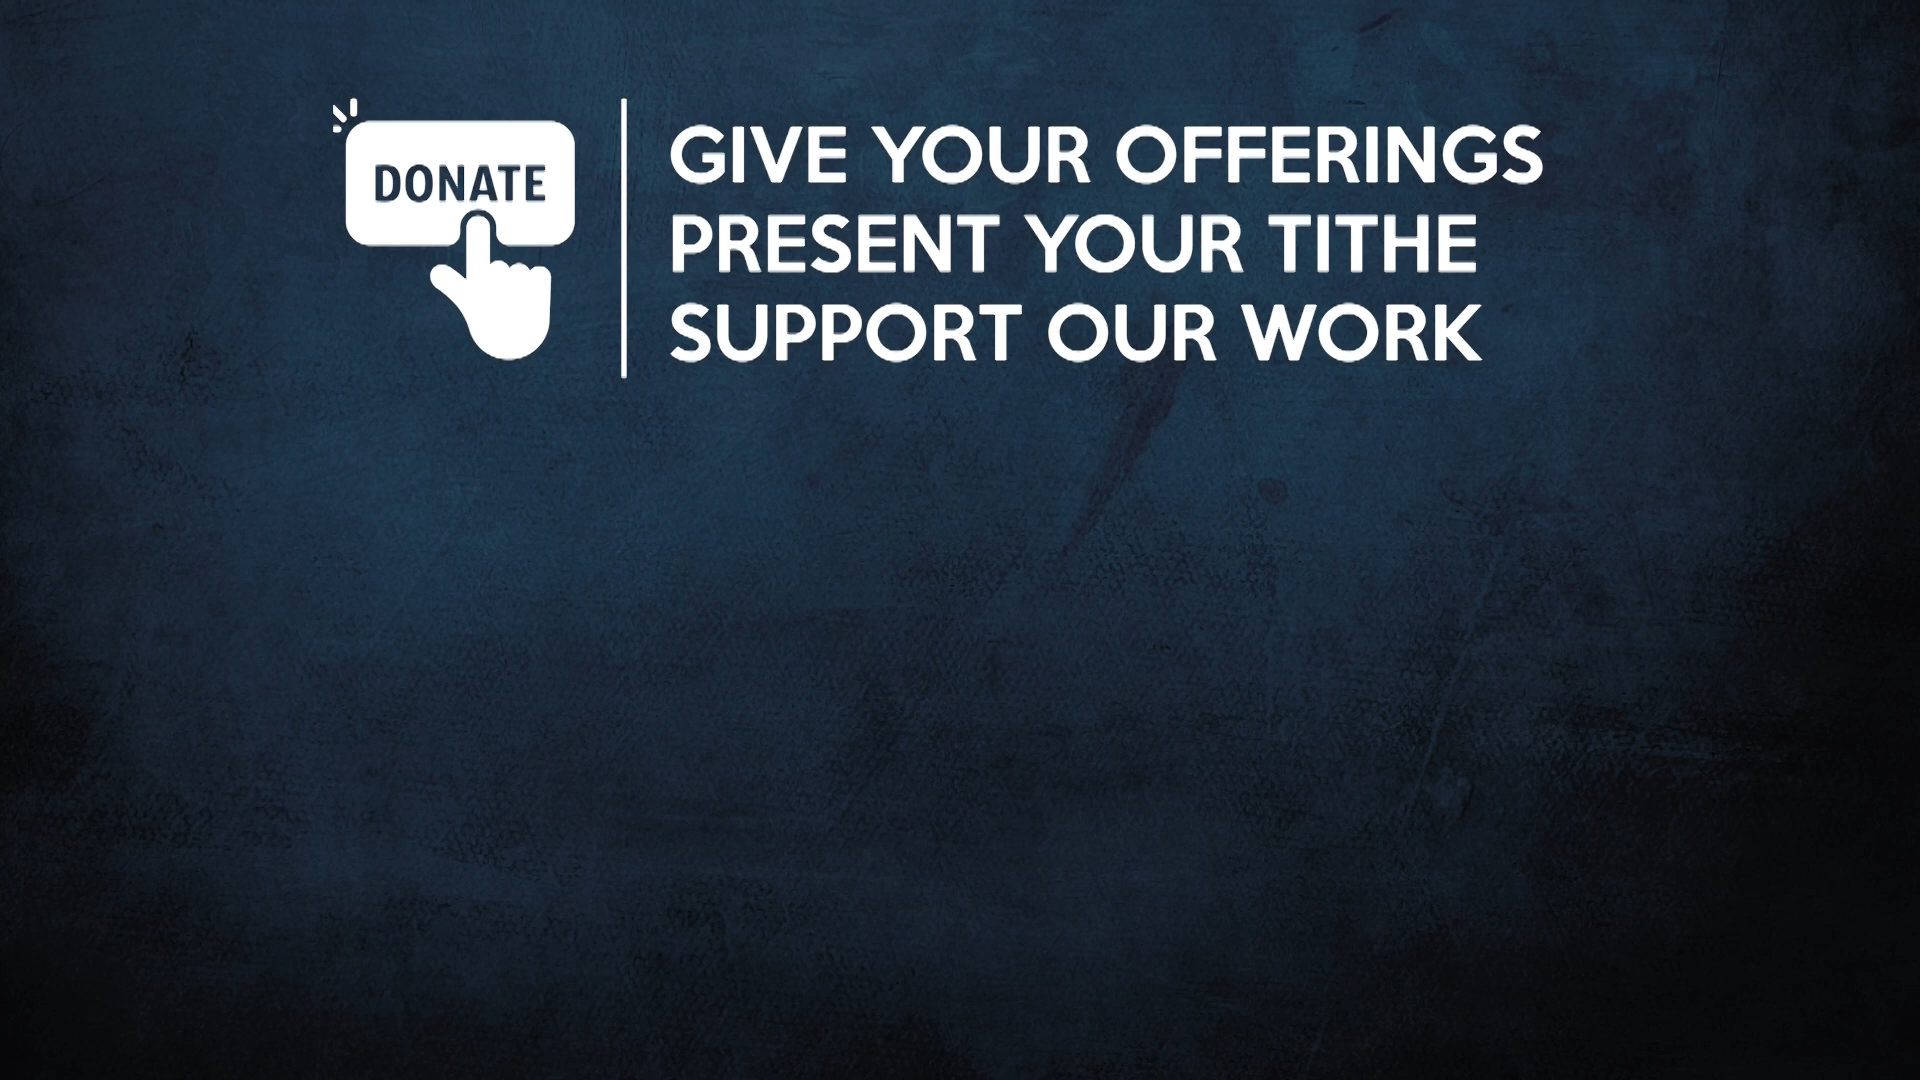 DONATE
GIVE YOUR OFFERINGS
PRESENT YOUR TITHE
SUPPORT OUR WORK